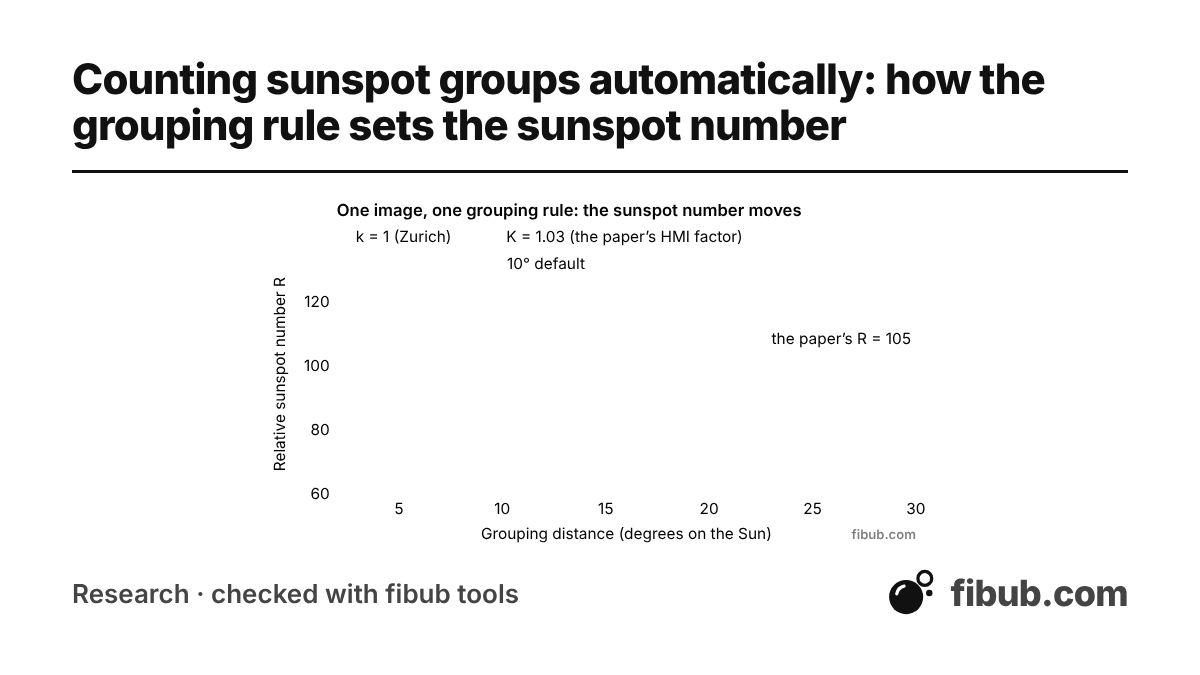 Counting sunspot groups automatically: how the
grouping rule sets the sunspot number
One image, one grouping rule: the sunspot number moves
k = 1 (Zurich) K = 1.03 (the paper’s HMI factor)
10° default
Relative sunspot number R
120
the paper’s R = 105
100
80
60
5 10 15 20 25 30
Grouping distance (degrees on the Sun) fibub.com
Research · checked with fibub tools fibub.com